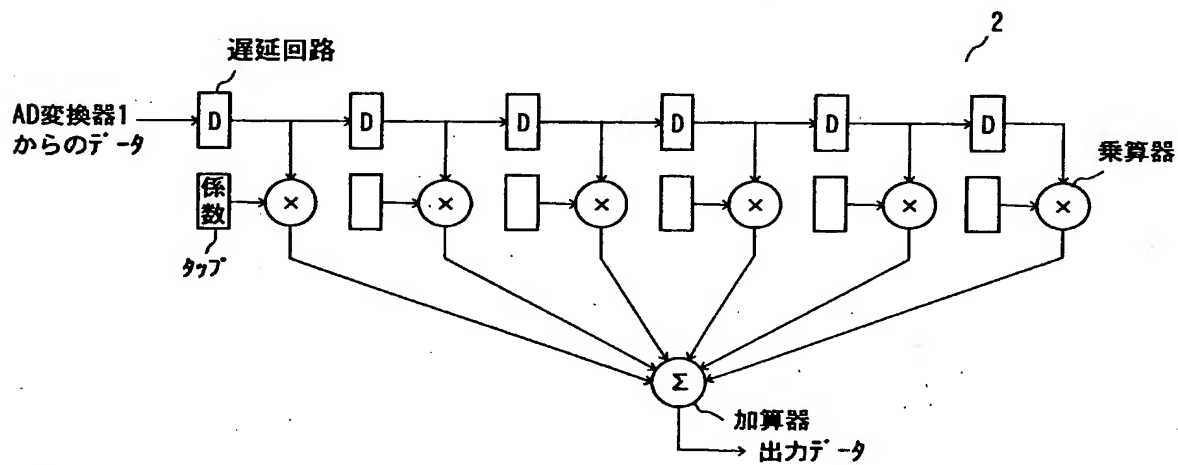 2
遅延回路
AD変換器1
からのデータ
D D D D D D
乗算器
係
数
× × × × × ×
タップ
Σ
加算器
出力データ